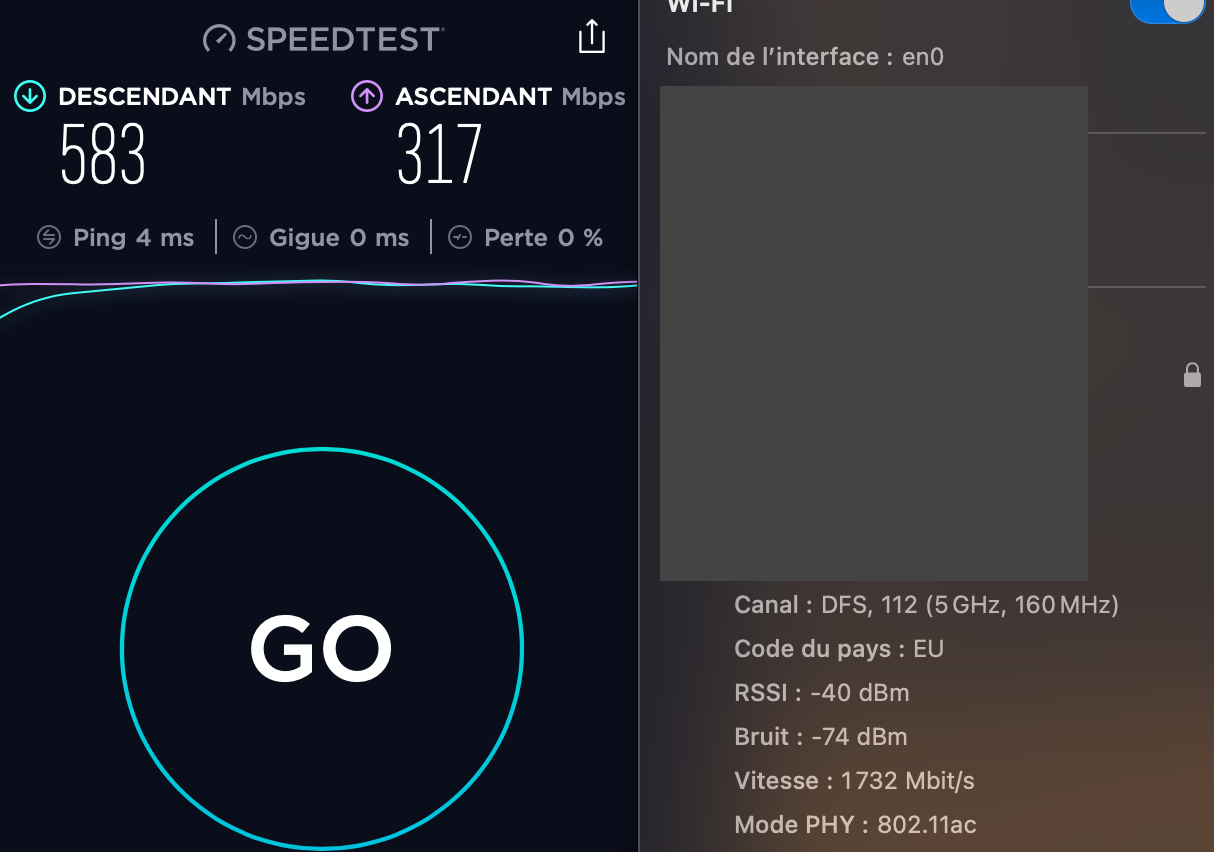 SPEEDTEST
DESCENDANT Mbps
583
ASCENDANT Mbps
317
Ping 4 ms
Gigue 0 ms
Perte 0 %
GO
Wi-Fi
Nom de l’interface : en0
Canal : DFS, 112 (5 GHz, 160 MHz)
Code du pays : EU
RSSI : -40 dBm
Bruit : -74 dBm
Vitesse : 1 732 Mbit/s
Mode PHY : 802.11ac